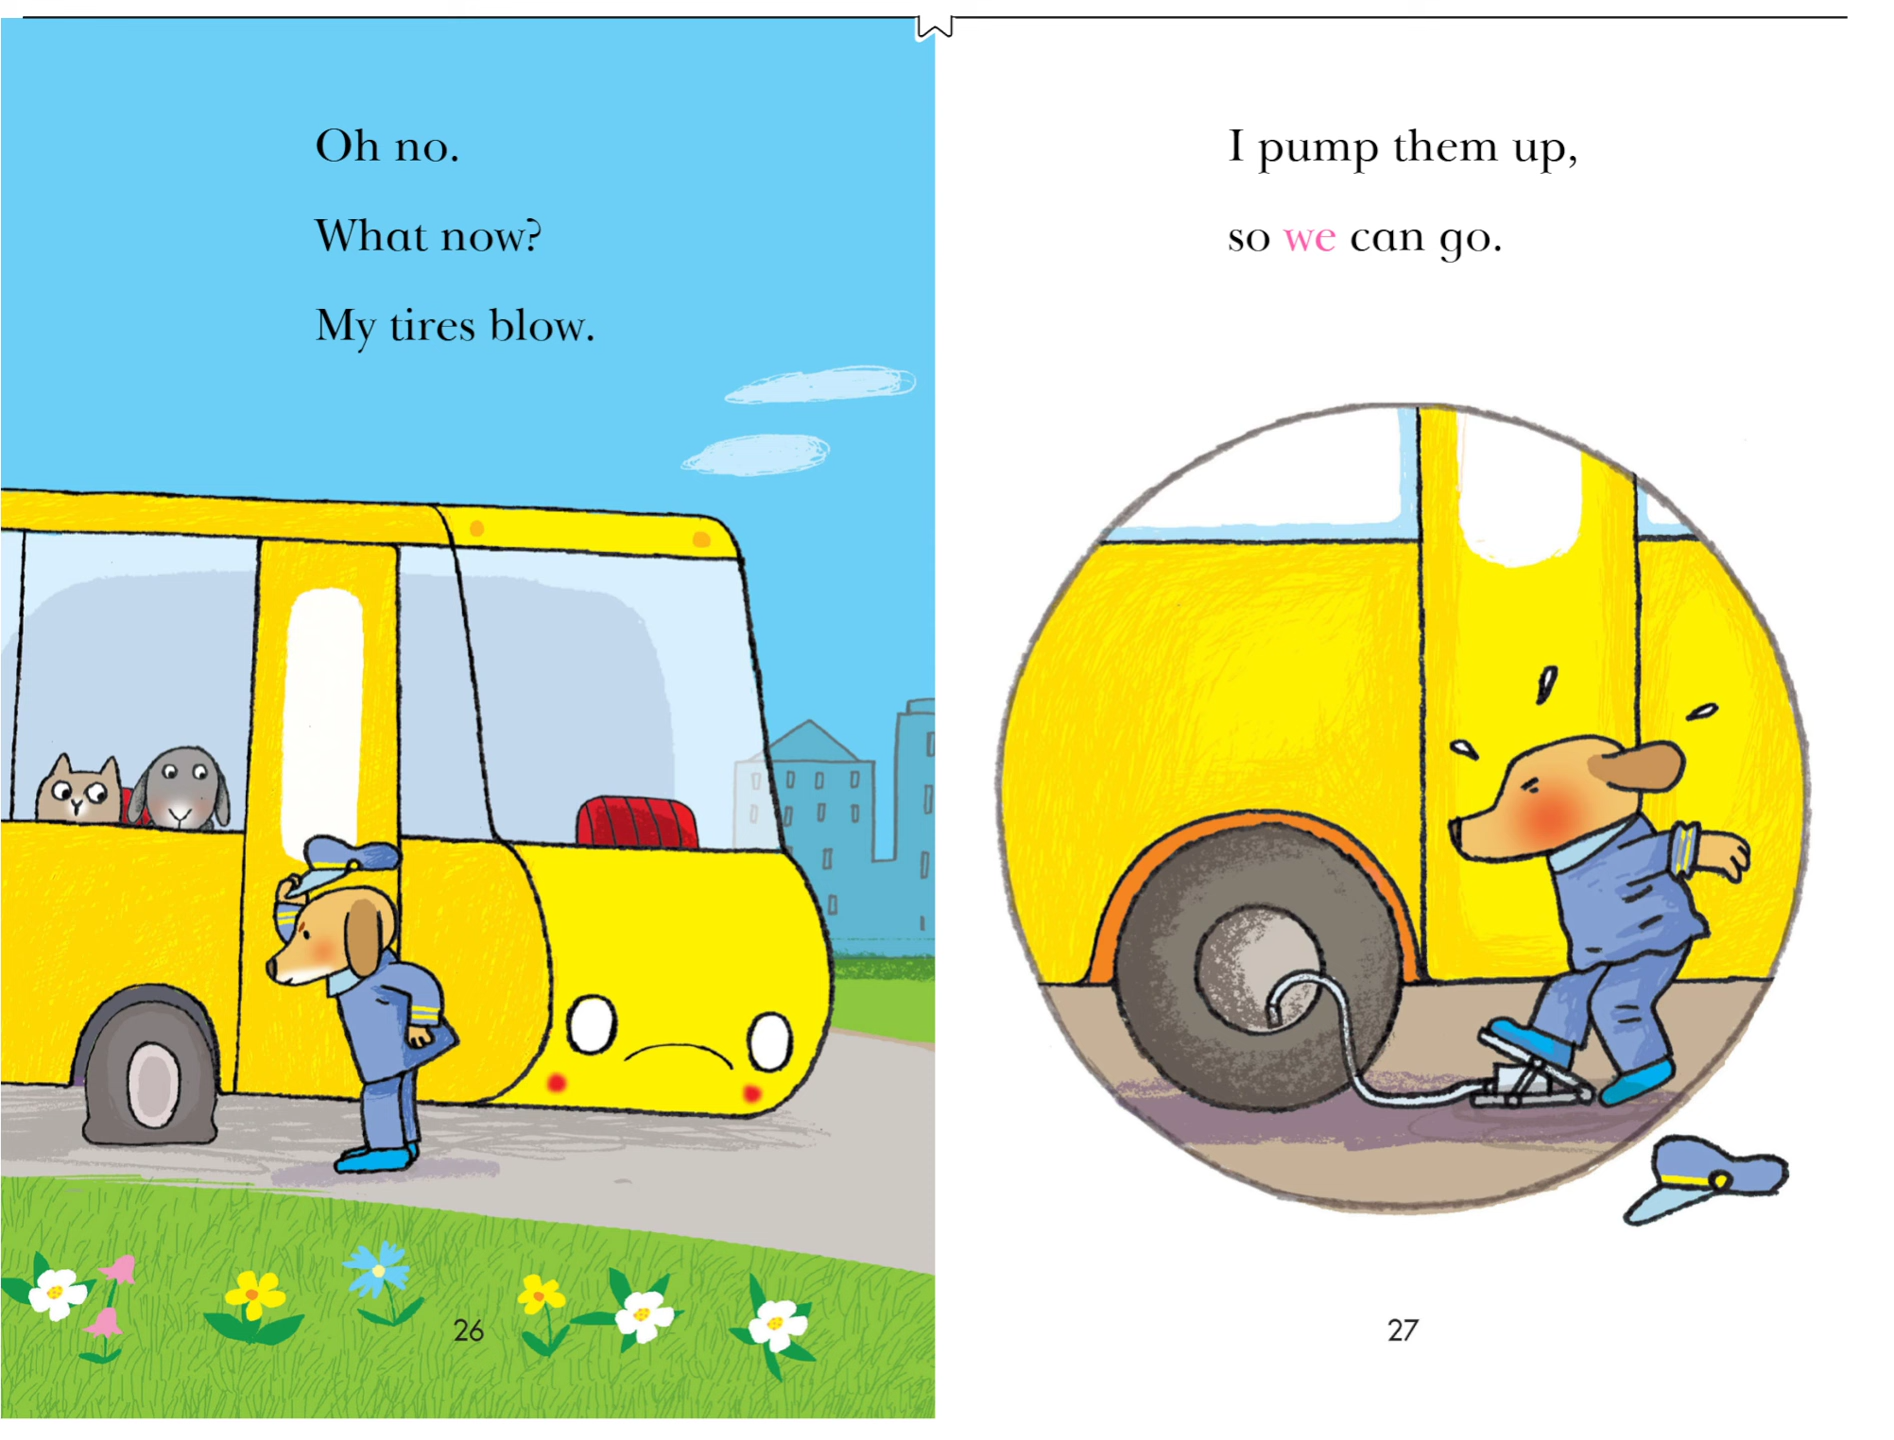 Oh no.
What now?
My tires blow.
26
I pump them up,
so we can go.
27